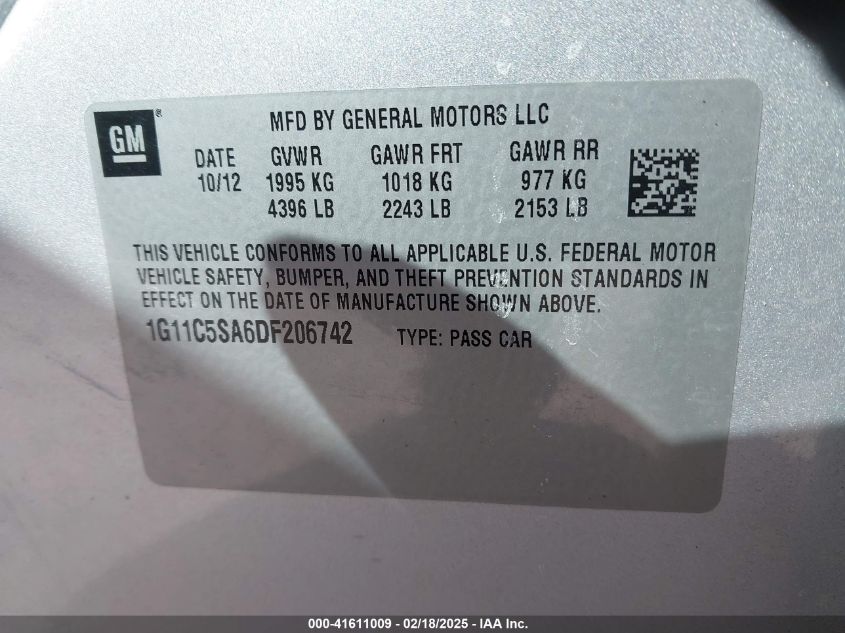 GM ®
MFD BY GENERAL MOTORS LLC
DATE GVWR GAWR FRT GAWR RR
10/12 1995 KG 1018 KG 977 KG
4396 LB 2243 LB 2153 LB
THIS VEHICLE CONFORMS TO ALL APPLICABLE U.S. FEDERAL MOTOR
VEHICLE SAFETY, BUMPER, AND THEFT PREVENTION STANDARDS IN
EFFECT ON THE DATE OF MANUFACTURE SHOWN ABOVE.
1G11C5SA6DF206742 TYPE: PASS CAR
000-41611009 - 02/18/2025 - IAA Inc.